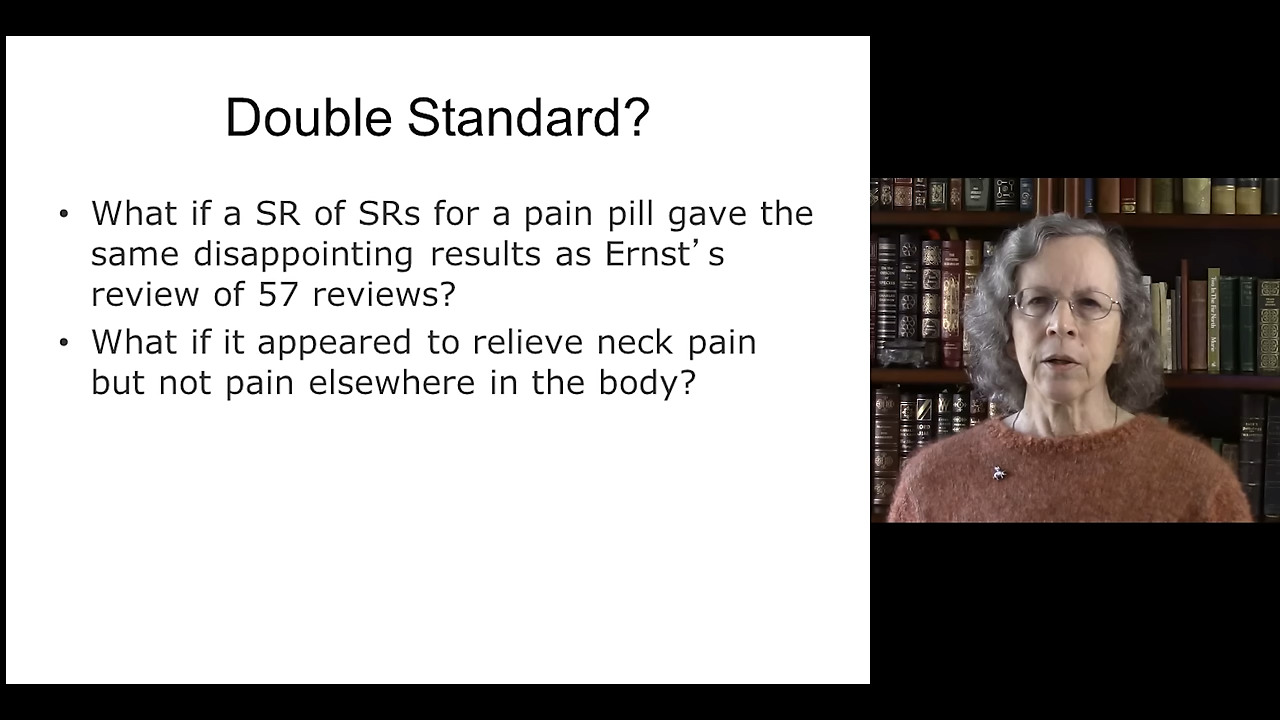 Double Standard?
• What if a SR of SRs for a pain pill gave the
same disappointing results as Ernst’s
review of 57 reviews?
• What if it appeared to relieve neck pain
but not pain elsewhere in the body?